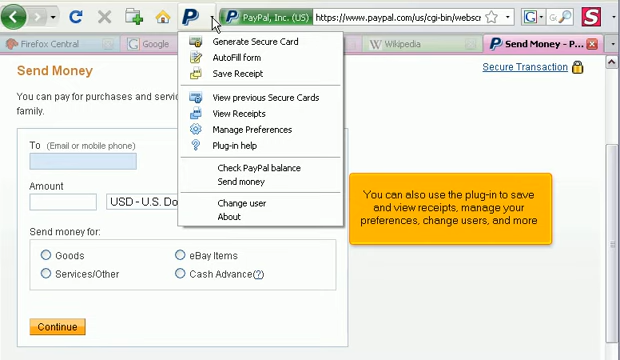 PayPal, Inc. (US)
https://www.paypal.com/us/cgi-bin/webscr
Firefox Central
Google
Wikipedia
Send Money - P...
Generate Secure Card
AutoFill form
Save Receipt
View previous Secure Cards
View Receipts
Manage Preferences
Plug-in help
Check PayPal balance
Send money
Change user
About
Secure Transaction
Send Money
You can pay for purchases and servic
family.
To (Email or mobile phone)
Amount
USD - U.S. Do
Send money for:
Goods
eBay Items
Services/Other
Cash Advance(?)
Continue
You can also use the plug-in to save
and view receipts, manage your
preferences, change users, and more